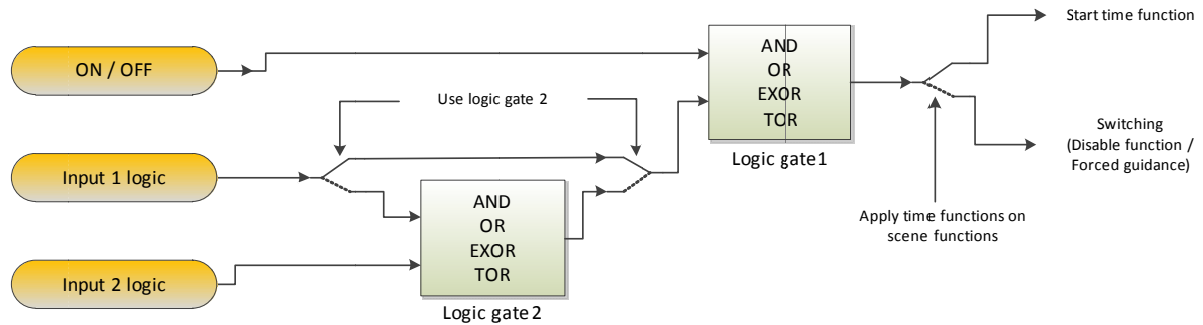 Start time function
ON / OFF
AND
OR
EXOR
TOR
Logic gate 1
Use logic gate 2
Switching
(Disable function /
Forced guidance)
Input 1 logic
AND
OR
EXOR
TOR
Logic gate 2
Apply time functions on
scene functions
Input 2 logic